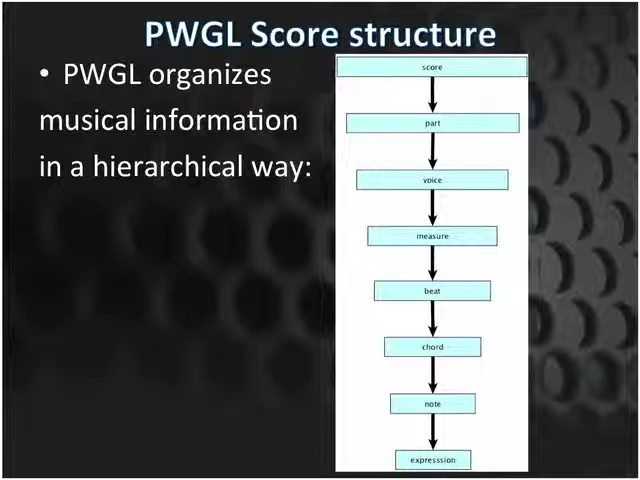 PWGL Score structure
• PWGL organizes
musical information
in a hierarchical way:
score
part
voice
measure
beat
chord
note
expresssion